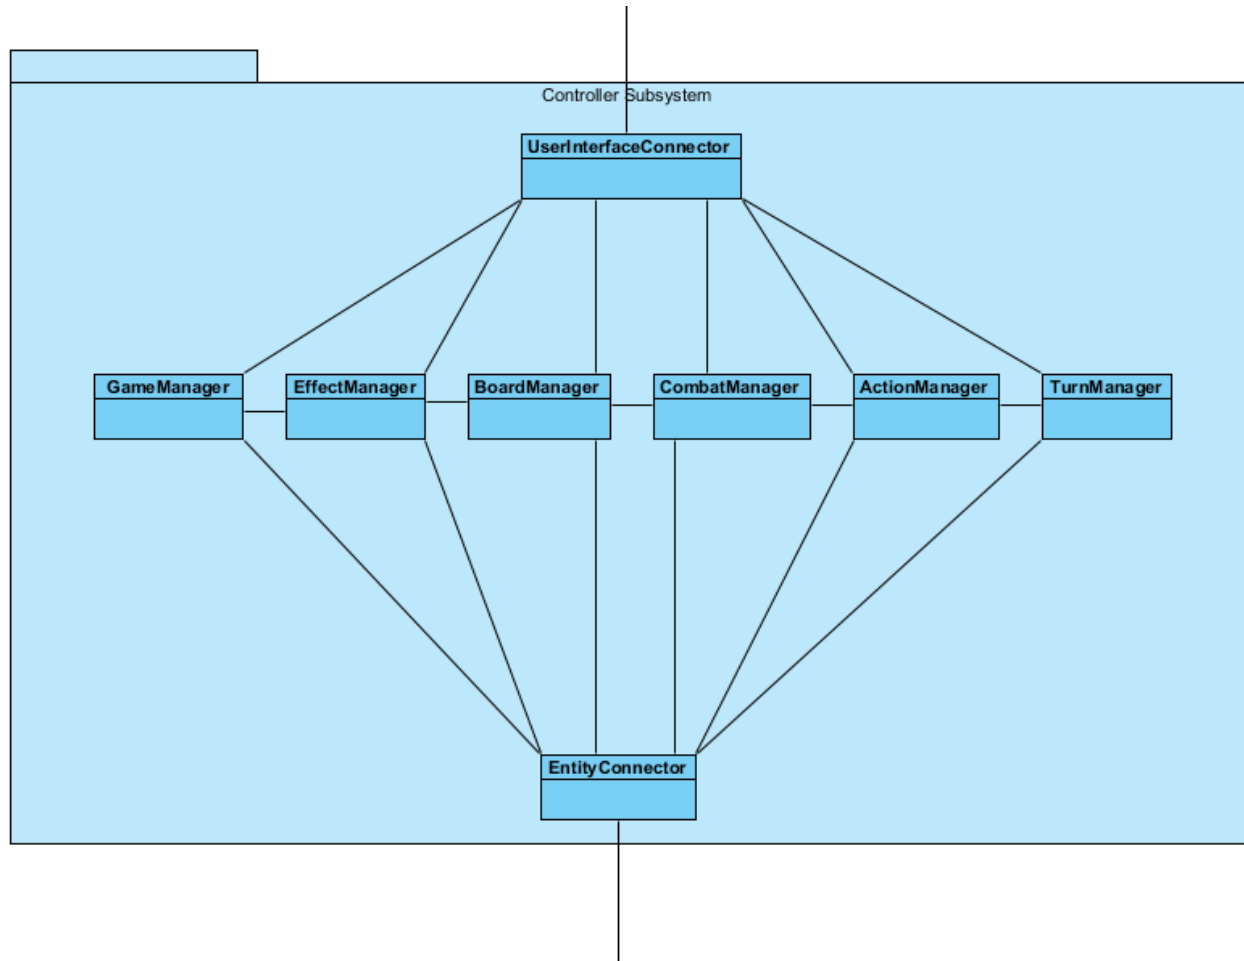 Controller Subsystem
UserInterfaceConnector
GameManager
EffectManager
BoardManager
CombatManager
ActionManager
TurnManager
EntityConnector